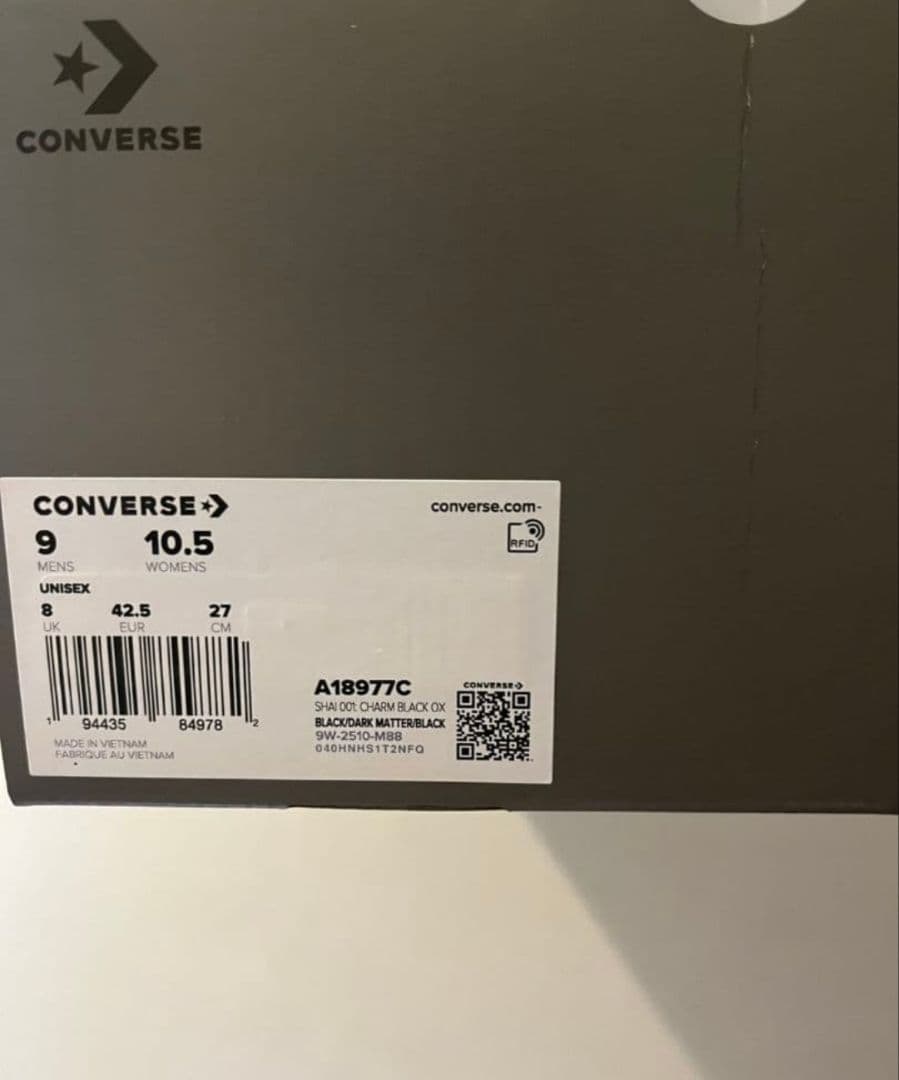 CONVERSE
CONVERSE
converse.com-
9 10.5
MENS WOMENS
RFID
UNISEX
8 42.5 27
UK EUR CM
1 94435 84978 2
MADE IN VIETNAM
FABRIQUE AU VIETNAM
A18977C
SHAI 001: CHARM BLACK OX
BLACK/DARK MATTER/BLACK
9W-2510-M88
040HNHS1T2NFQ
CONVERSE